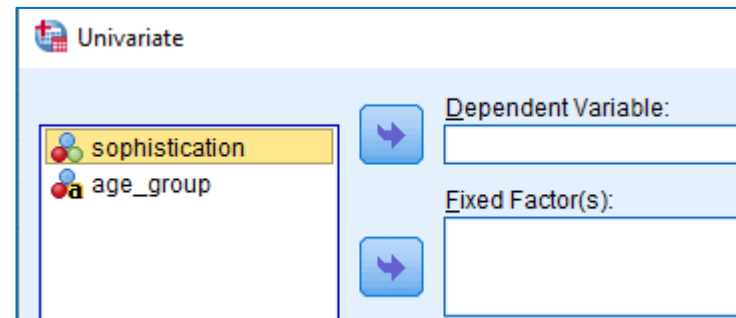 Univariate
Dependent Variable:
sophistication
a age_group
Fixed Factor(s):